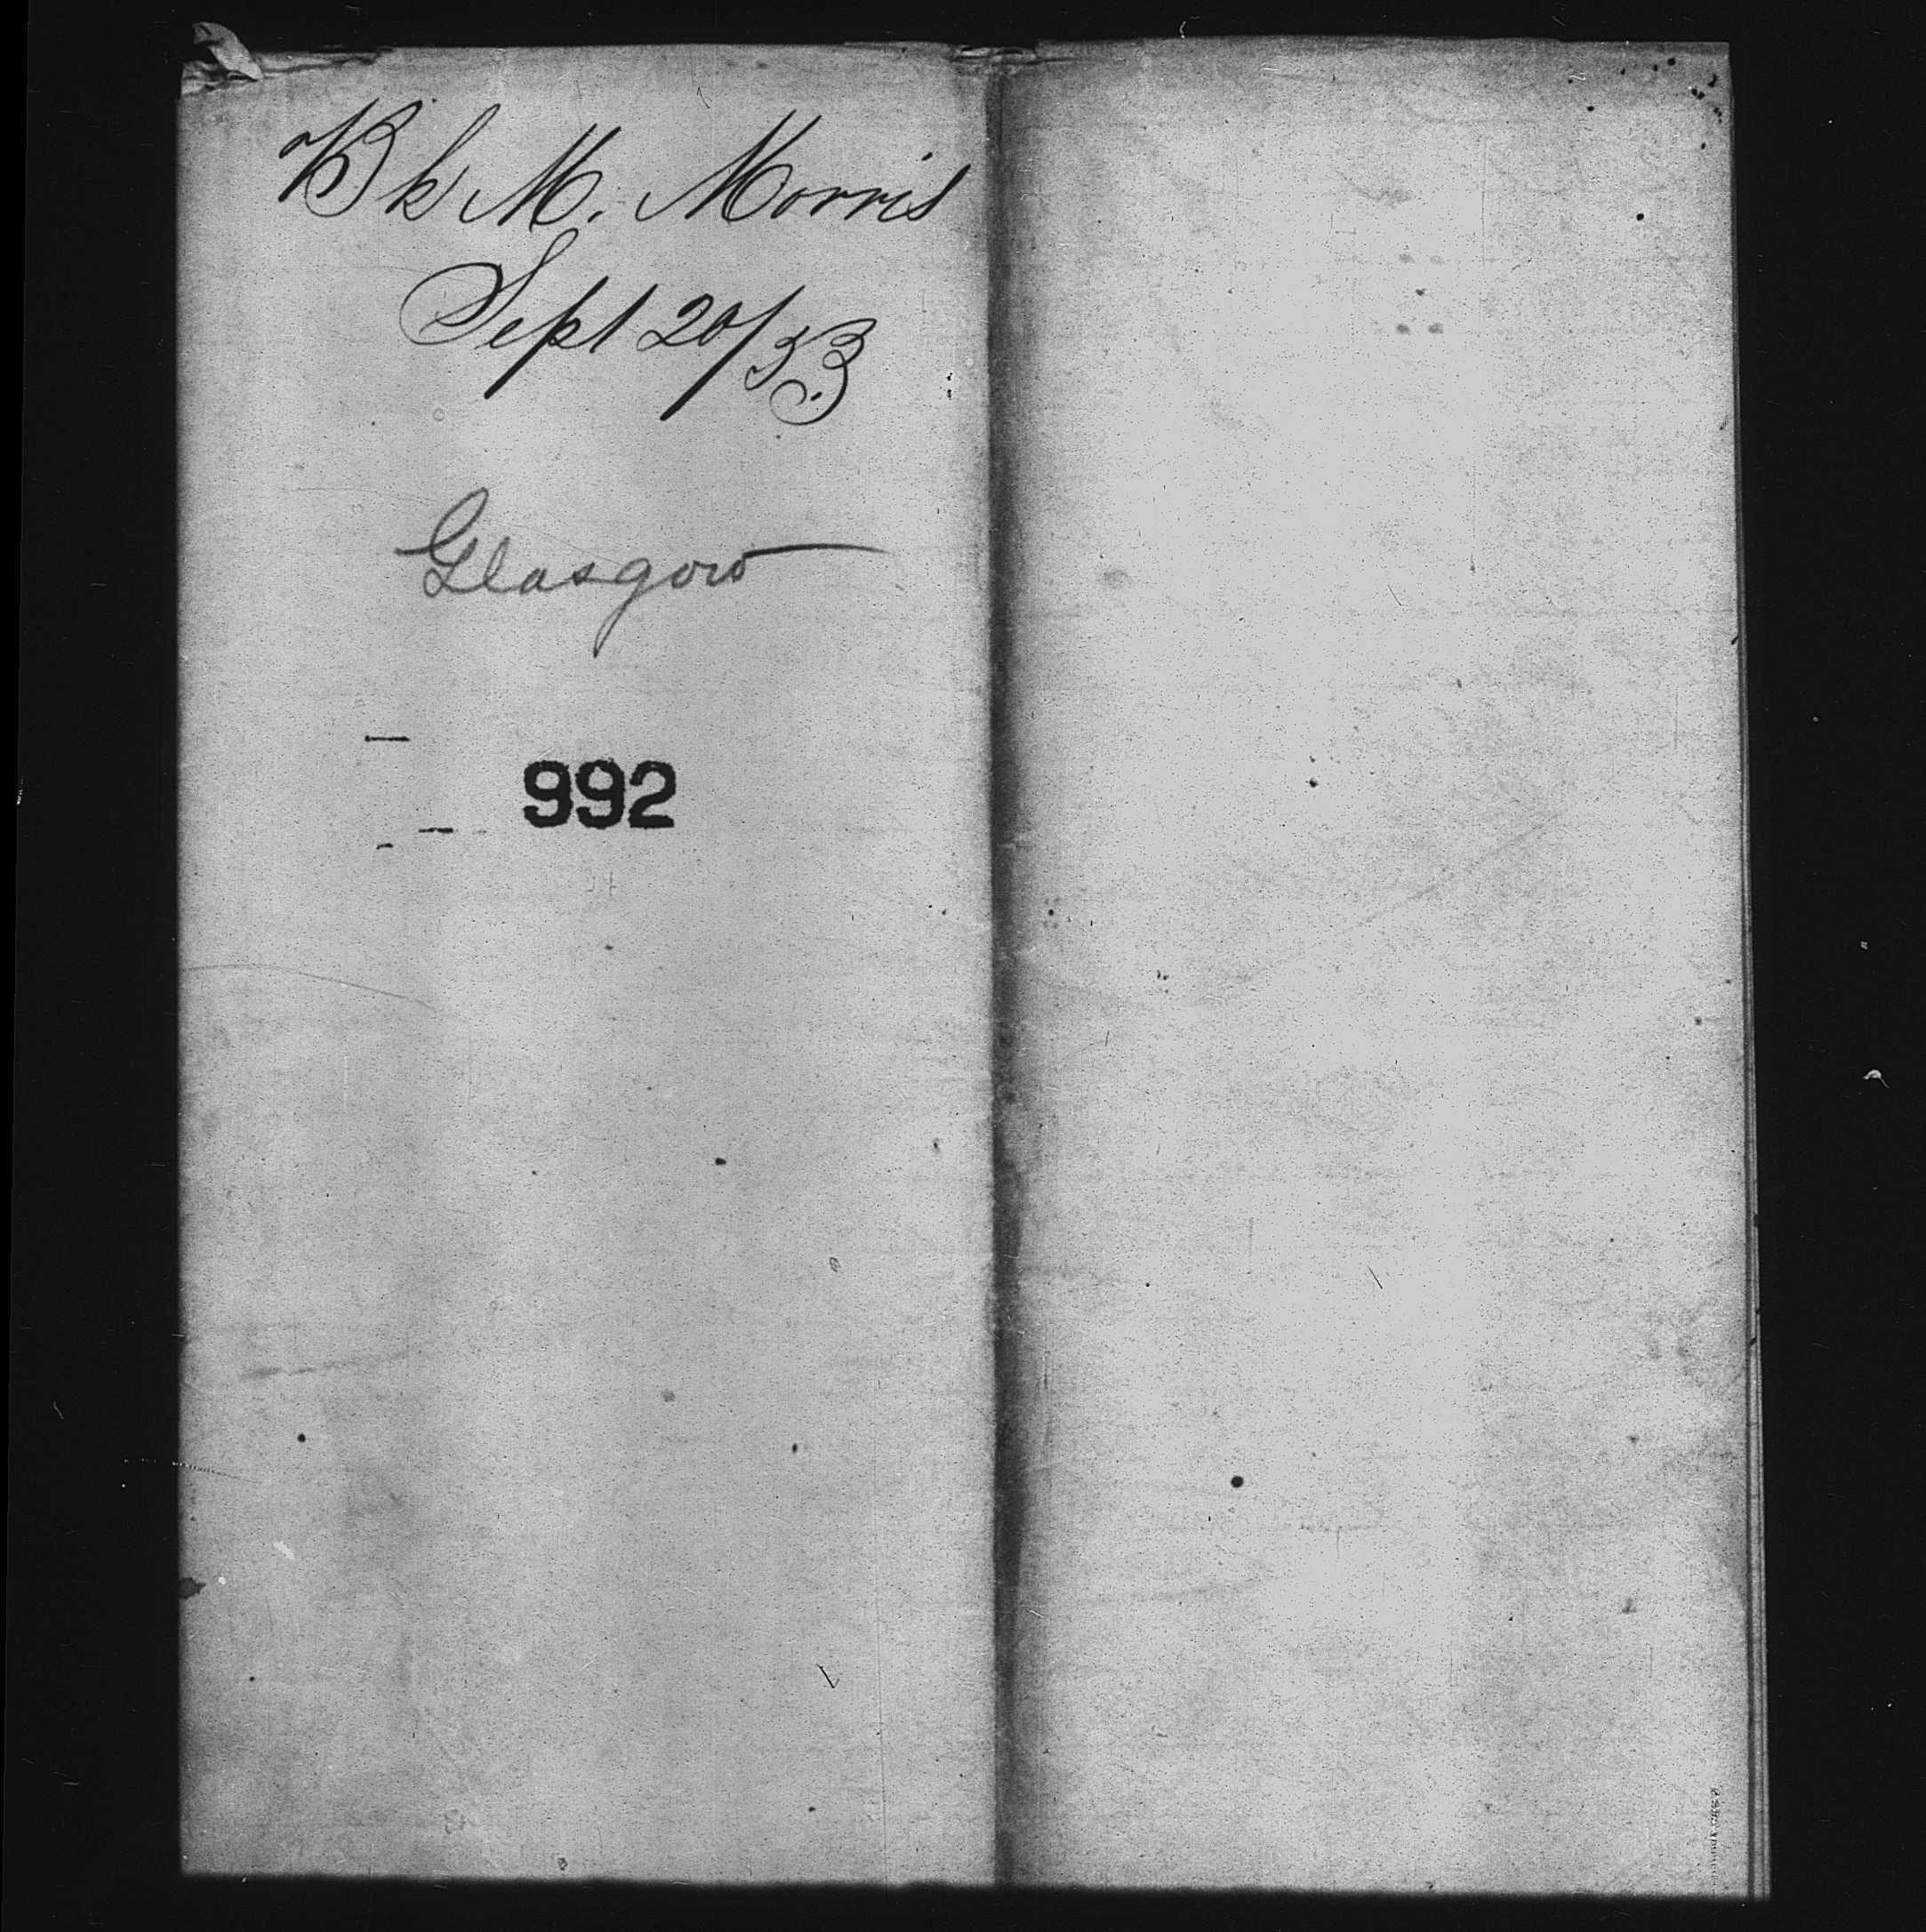 Bk M. Morris
Sept 20/53
Glasgow
992